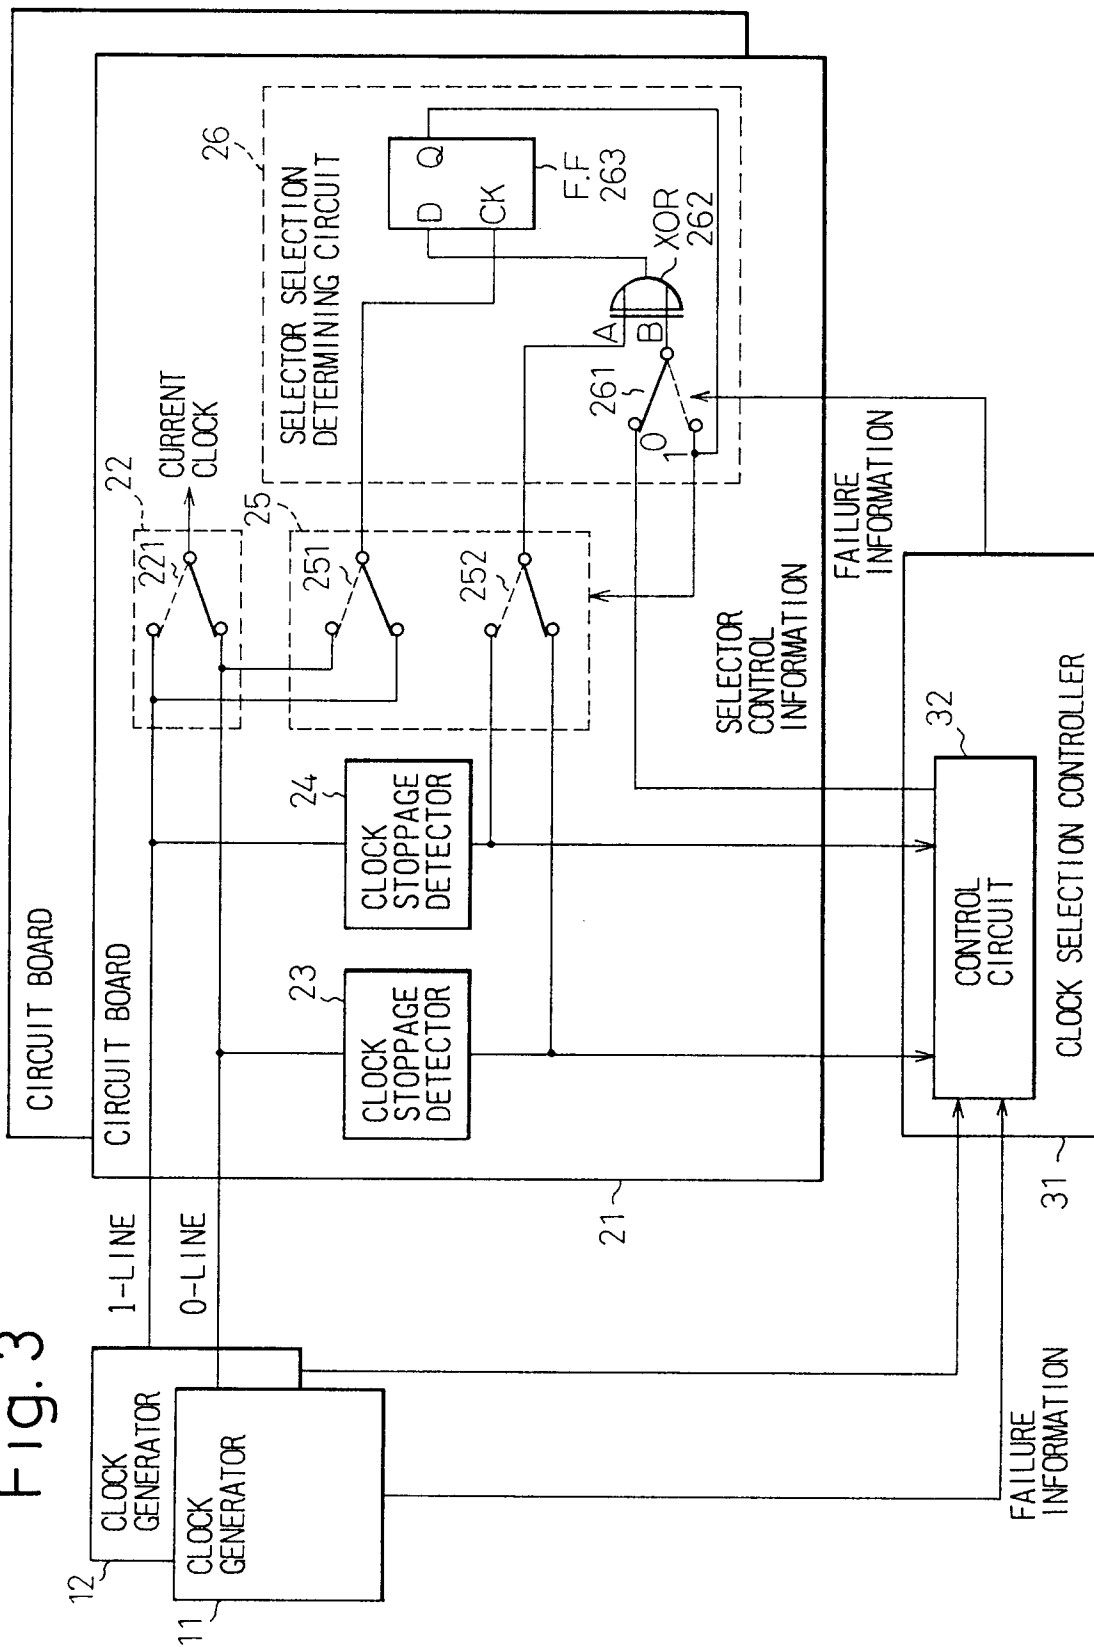 Fig. 3
CIRCUIT BOARD
CIRCUIT BOARD
12
CLOCK
GENERATOR
11
CLOCK
GENERATOR
1-LINE
0-LINE
21
23
CLOCK
STOPPAGE
DETECTOR
24
CLOCK
STOPPAGE
DETECTOR
22
221
CURRENT
CLOCK
25
251
252
26
SELECTOR SELECTION
DETERMINING CIRCUIT
D
Q
CK
F.F
263
A
B
XOR
262
261
0
1
SELECTOR
CONTROL
INFORMATION
FAILURE
INFORMATION
FAILURE
INFORMATION
31
32
CONTROL
CIRCUIT
CLOCK SELECTION CONTROLLER